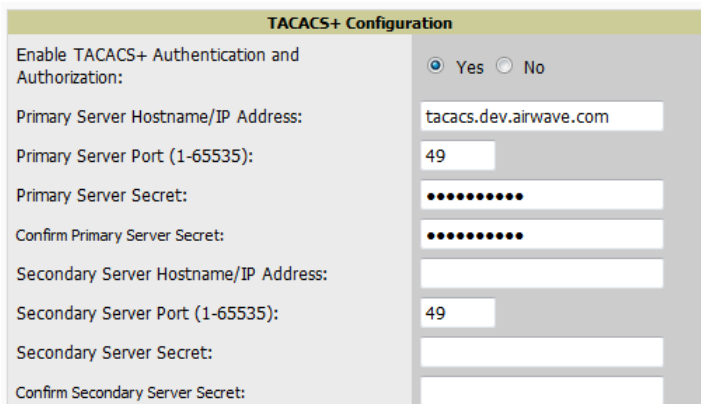 TACACS+ Configuration
Enable TACACS+ Authentication and
Authorization:
Yes No
Primary Server Hostname/IP Address: tacacs.dev.airwave.com
Primary Server Port (1-65535): 49
Primary Server Secret: ••••••••••
Confirm Primary Server Secret: ••••••••••
Secondary Server Hostname/IP Address:
Secondary Server Port (1-65535): 49
Secondary Server Secret:
Confirm Secondary Server Secret: